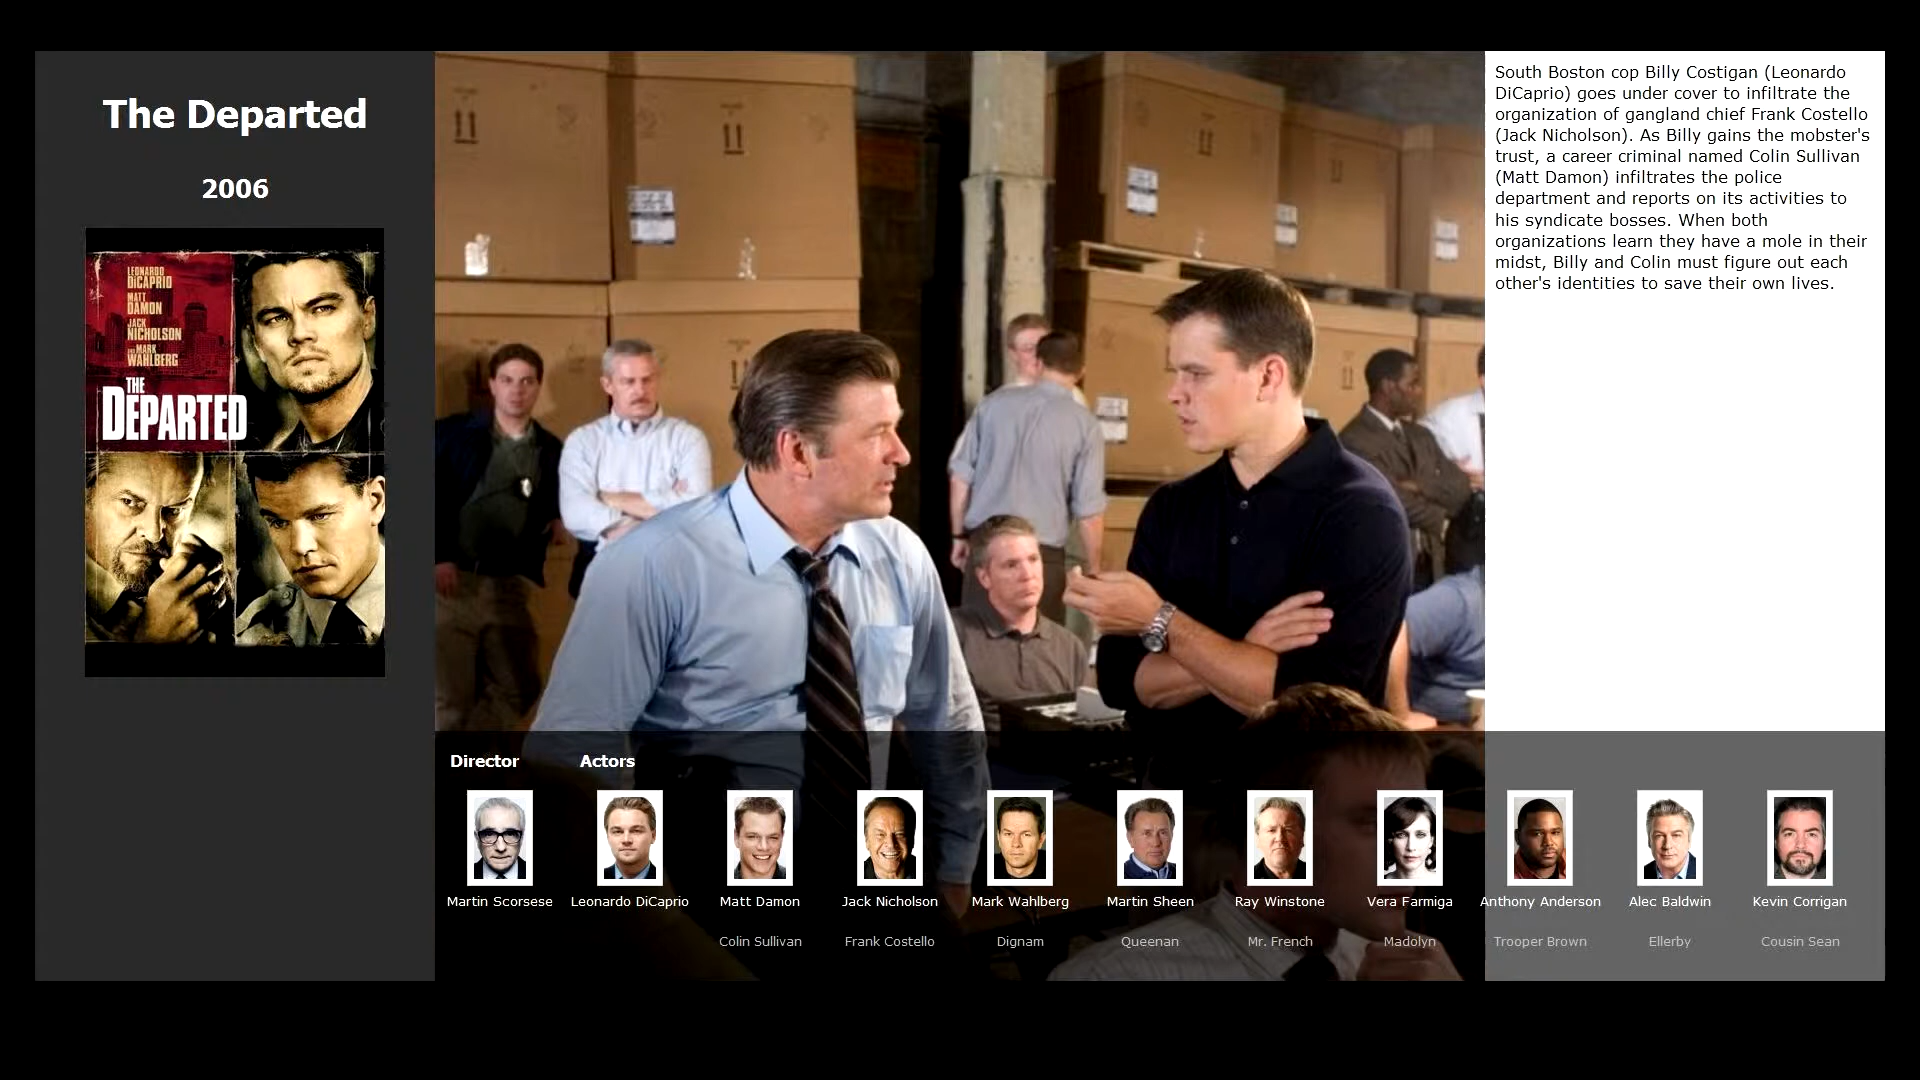 The Departed
2006
LEONARDO
DiCAPRIO
MATT
DAMON
JACK
NICHOLSON
AND MARK
WAHLBERG
THE
DEPARTED
South Boston cop Billy Costigan (Leonardo
DiCaprio) goes under cover to infiltrate the
organization of gangland chief Frank Costello
(Jack Nicholson). As Billy gains the mobster's
trust, a career criminal named Colin Sullivan
(Matt Damon) infiltrates the police
department and reports on its activities to
his syndicate bosses. When both
organizations learn they have a mole in their
midst, Billy and Colin must figure out each
other's identities to save their own lives.
Director Actors
Martin Scorsese Leonardo DiCaprio Matt Damon Jack Nicholson Mark Wahlberg Martin Sheen Ray Winstone Vera Farmiga Anthony Anderson Alec Baldwin Kevin Corrigan
Colin Sullivan Frank Costello Dignam Queenan Mr. French Madolyn Trooper Brown Ellerby Cousin Sean